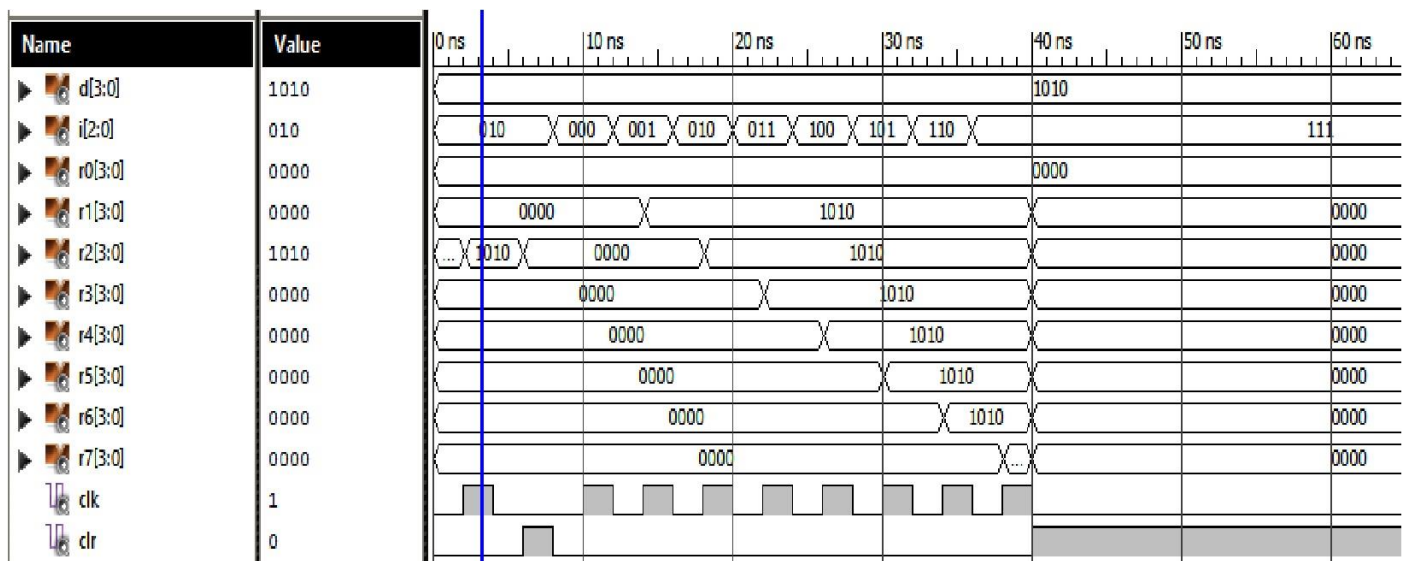 Name Value 0 ns 10 ns 20 ns 30 ns 40 ns 50 ns 60 ns
d[3:0] 1010 1010
i[2:0] 010 010 000 001 010 011 100 101 110 111
r0[3:0] 0000 0000
r1[3:0] 0000 0000 1010 0000
r2[3:0] 1010 ... 1010 0000 1010 0000
r3[3:0] 0000 0000 1010 0000
r4[3:0] 0000 0000 1010 0000
r5[3:0] 0000 0000 1010 0000
r6[3:0] 0000 0000 1010 0000
r7[3:0] 0000 0000 ... 0000
clk 1
clr 0